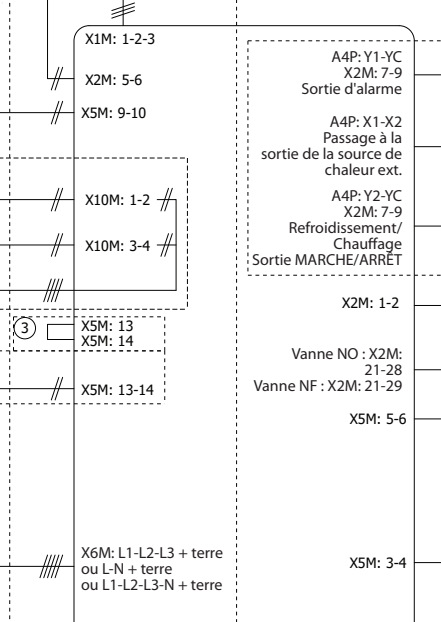 X1M: 1-2-3
X2M: 5-6
X5M: 9-10
X10M: 1-2
X10M: 3-4
3
X5M: 13
X5M: 14
X5M: 13-14
X6M: L1-L2-L3 + terre
ou L-N + terre
ou L1-L2-L3-N + terre
A4P: Y1-YC
X2M: 7-9
Sortie d'alarme
A4P: X1-X2
Passage à la
sortie de la source de
chaleur ext.
A4P: Y2-YC
X2M: 7-9
Refroidissement/
Chauffage
Sortie MARCHE/ARRÊT
X2M: 1-2
Vanne NO : X2M:
21-28
Vanne NF : X2M: 21-29
X5M: 5-6
X5M: 3-4